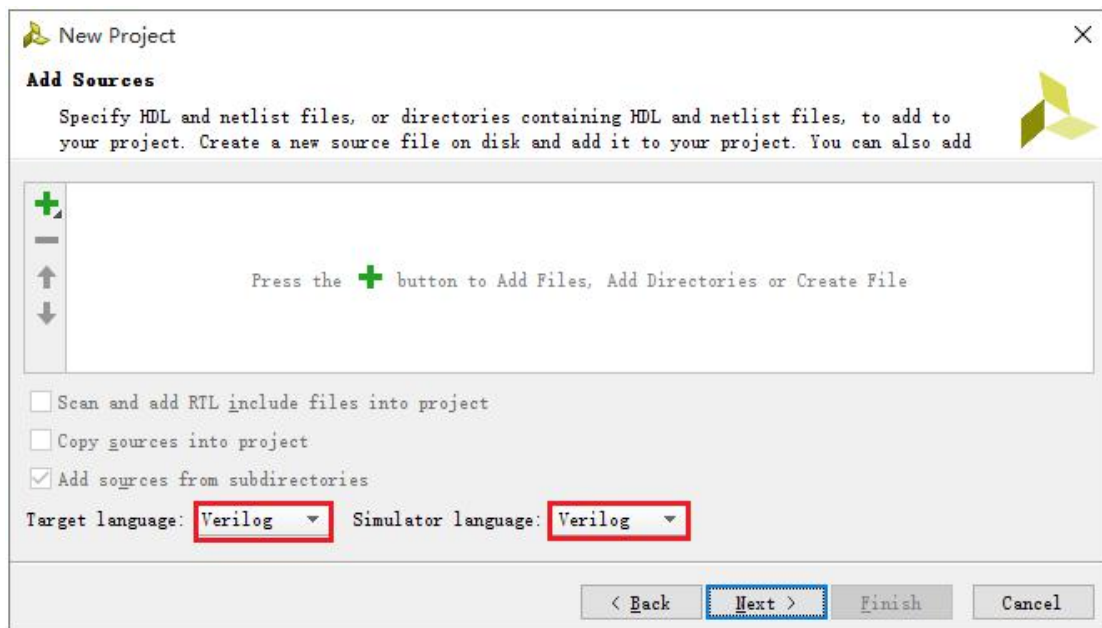 New Project
Add Sources
Specify HDL and netlist files, or directories containing HDL and netlist files, to add to
your project. Create a new source file on disk and add it to your project. You can also add
Press the + button to Add Files, Add Directories or Create File
Scan and add RTL include files into project
Copy sources into project
Add sources from subdirectories
Target language: Verilog Simulator language: Verilog
< Back Next > Finish Cancel